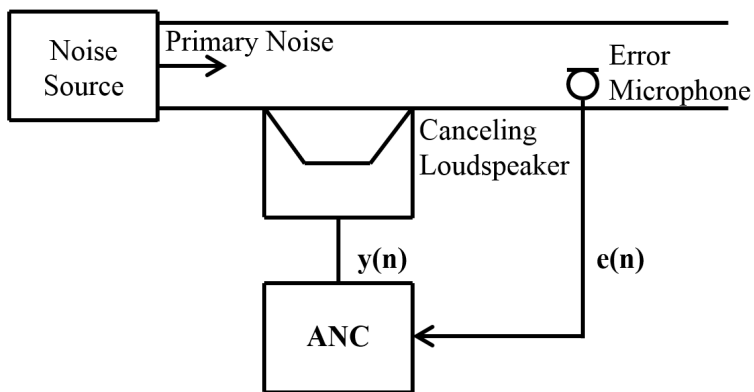 Noise
Source
Primary Noise
Error
Microphone
Canceling
Loudspeaker
y(n)
e(n)
ANC